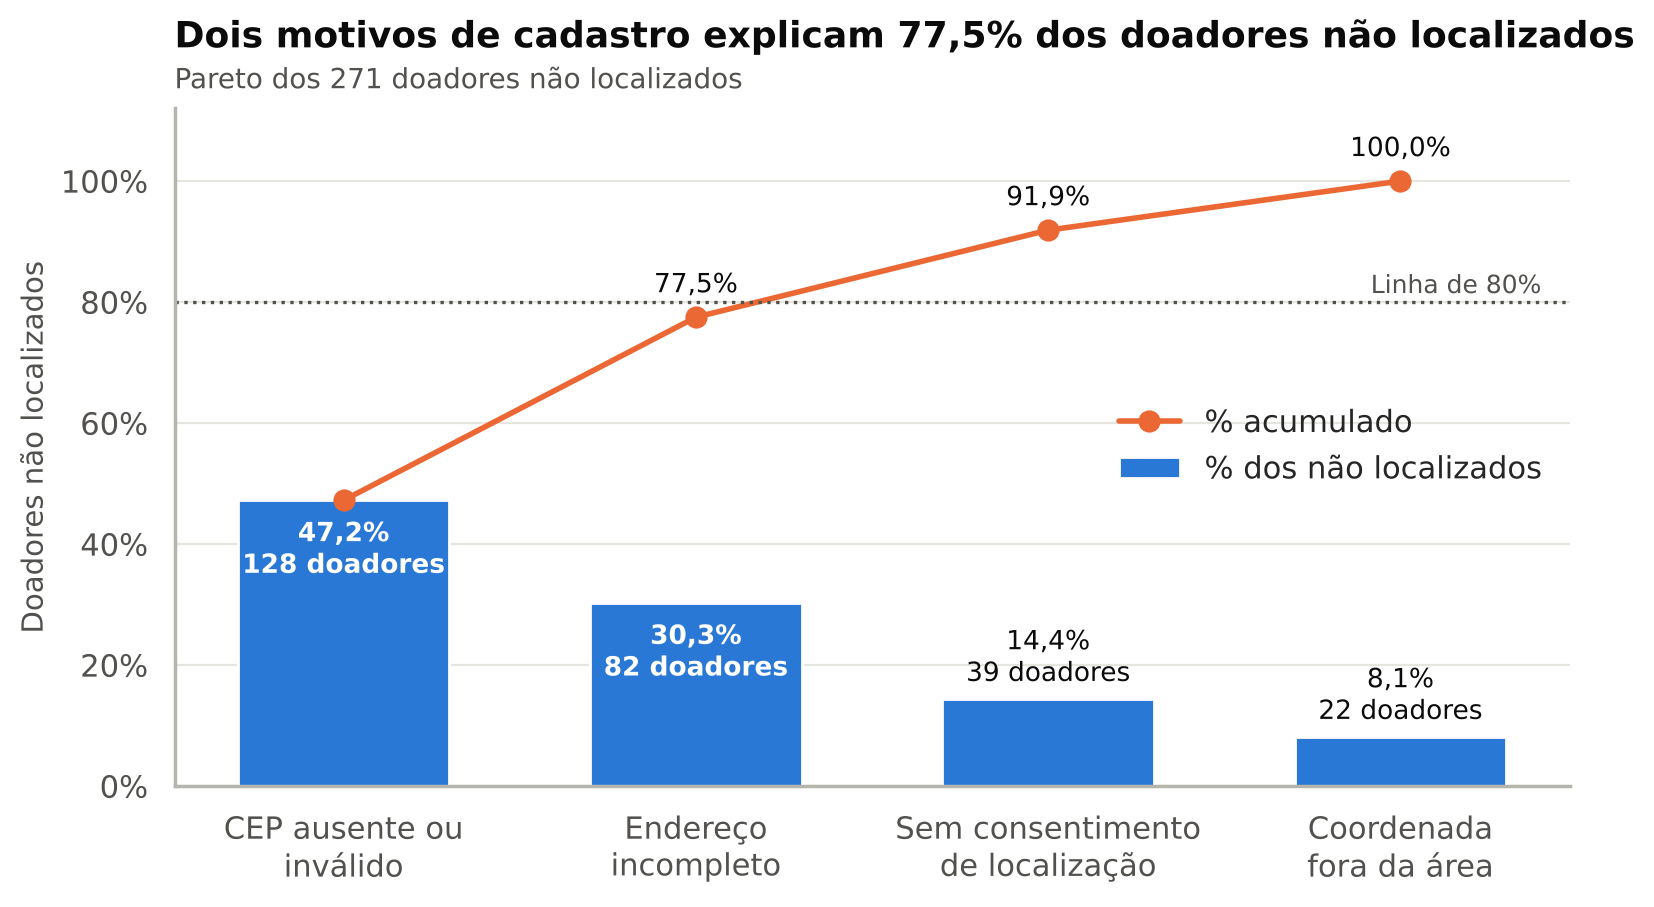 Dois motivos de cadastro explicam 77,5% dos doadores não localizados
Pareto dos 271 doadores não localizados
Doadores não localizados
100%
80%
60%
40%
20%
0%
100,0%
91,9%
77,5%
Linha de 80%
% acumulado
% dos não localizados
47,2%
128 doadores
30,3%
82 doadores
14,4%
39 doadores
8,1%
22 doadores
CEP ausente ou
inválido
Endereço
incompleto
Sem consentimento
de localização
Coordenada
fora da área